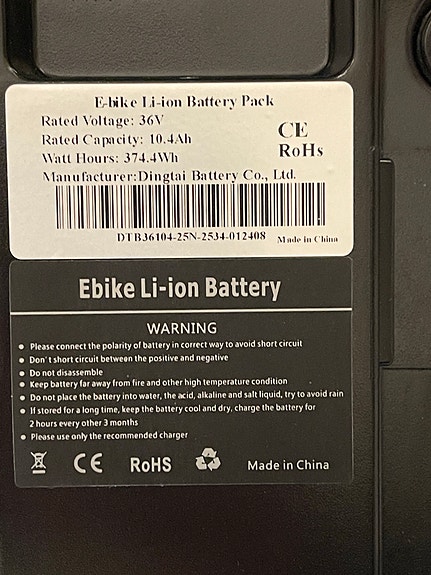 E-bike Li-ion Battery Pack
Rated Voltage: 36V
Rated Capacity: 10.4Ah
Watt Hours: 374.4Wh
CE
RoHs
Manufacturer:Dingtai Battery Co., Ltd.
DTB36104-25N-2534-012408 Made in China
Ebike Li-ion Battery
WARNING
● Please connect the polarity of battery in correct way to avoid short circuit
● Don't short circuit between the positive and negative
● Do not disassemble
● Keep battery far away from fire and other high temperature condition
● Do not place the battery into water, the acid, alkaline and salt liquid, try to avoid rain
● If stored for a long time, keep the battery cool and dry, charge the battery for
2 hours every other 3 months
● Please use only the recommended charger
CE RoHS Made in China